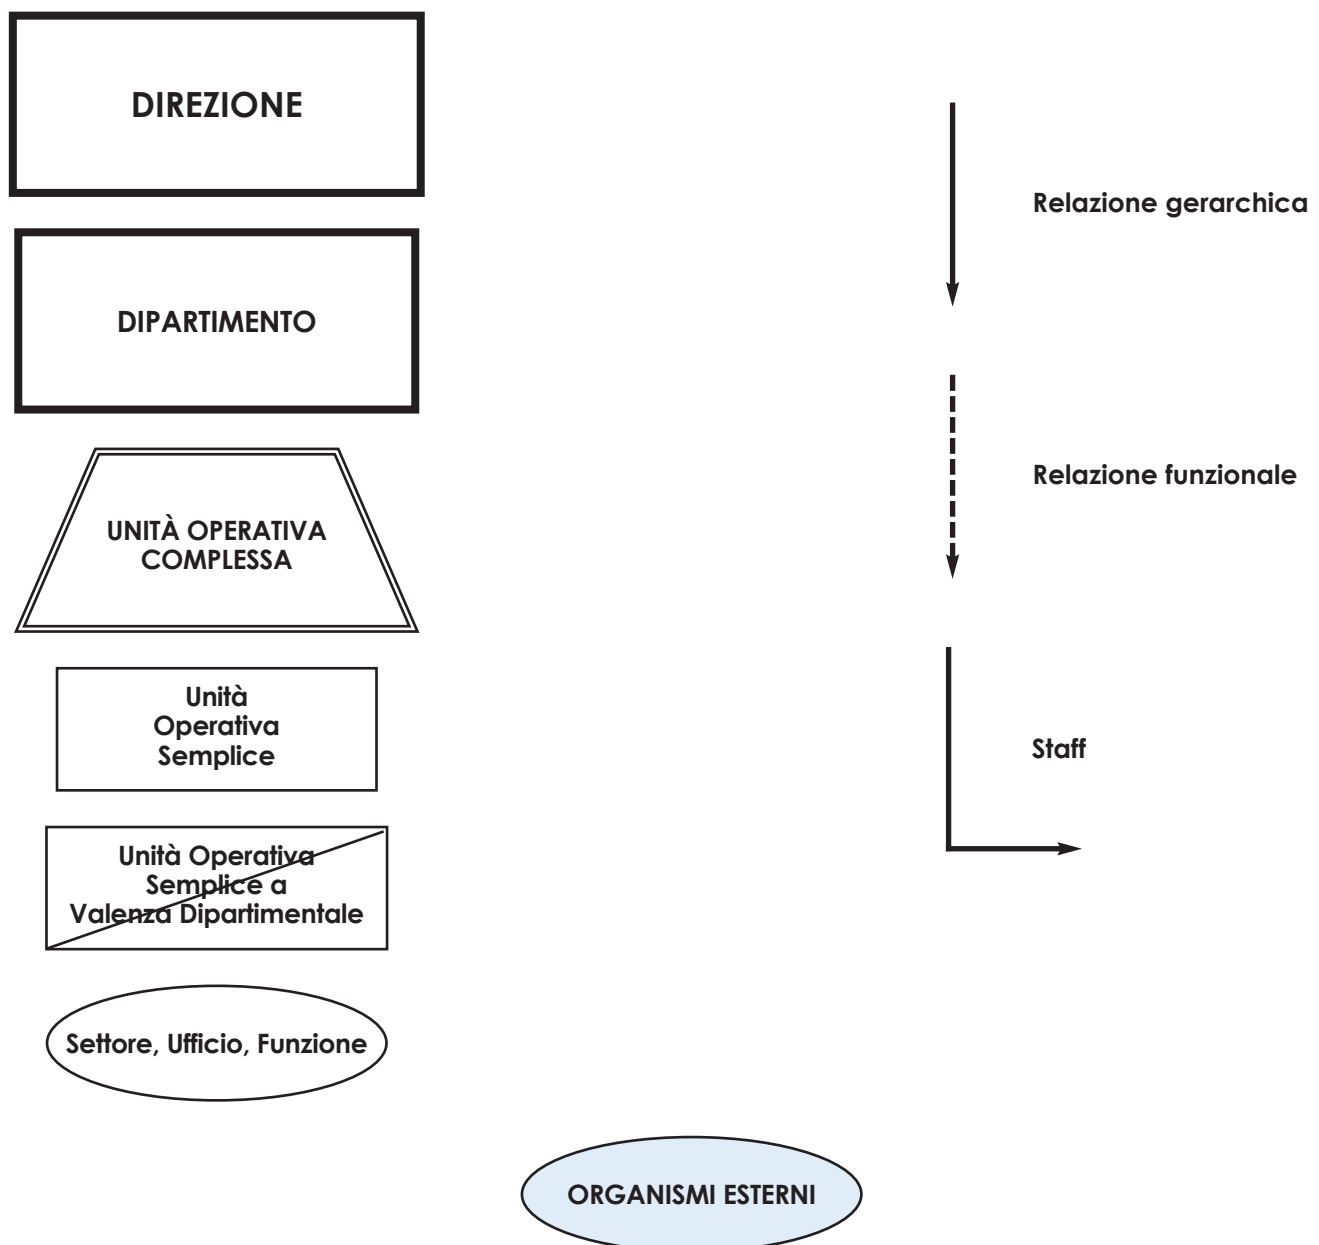 DIREZIONE
Relazione gerarchica
DIPARTIMENTO
Relazione funzionale
UNITÀ OPERATIVA
COMPLESSA
Unità
Operativa
Semplice
Staff
Unità Operativa
Semplice a
Valenza Dipartimentale
Settore, Ufficio, Funzione
ORGANISMI ESTERNI